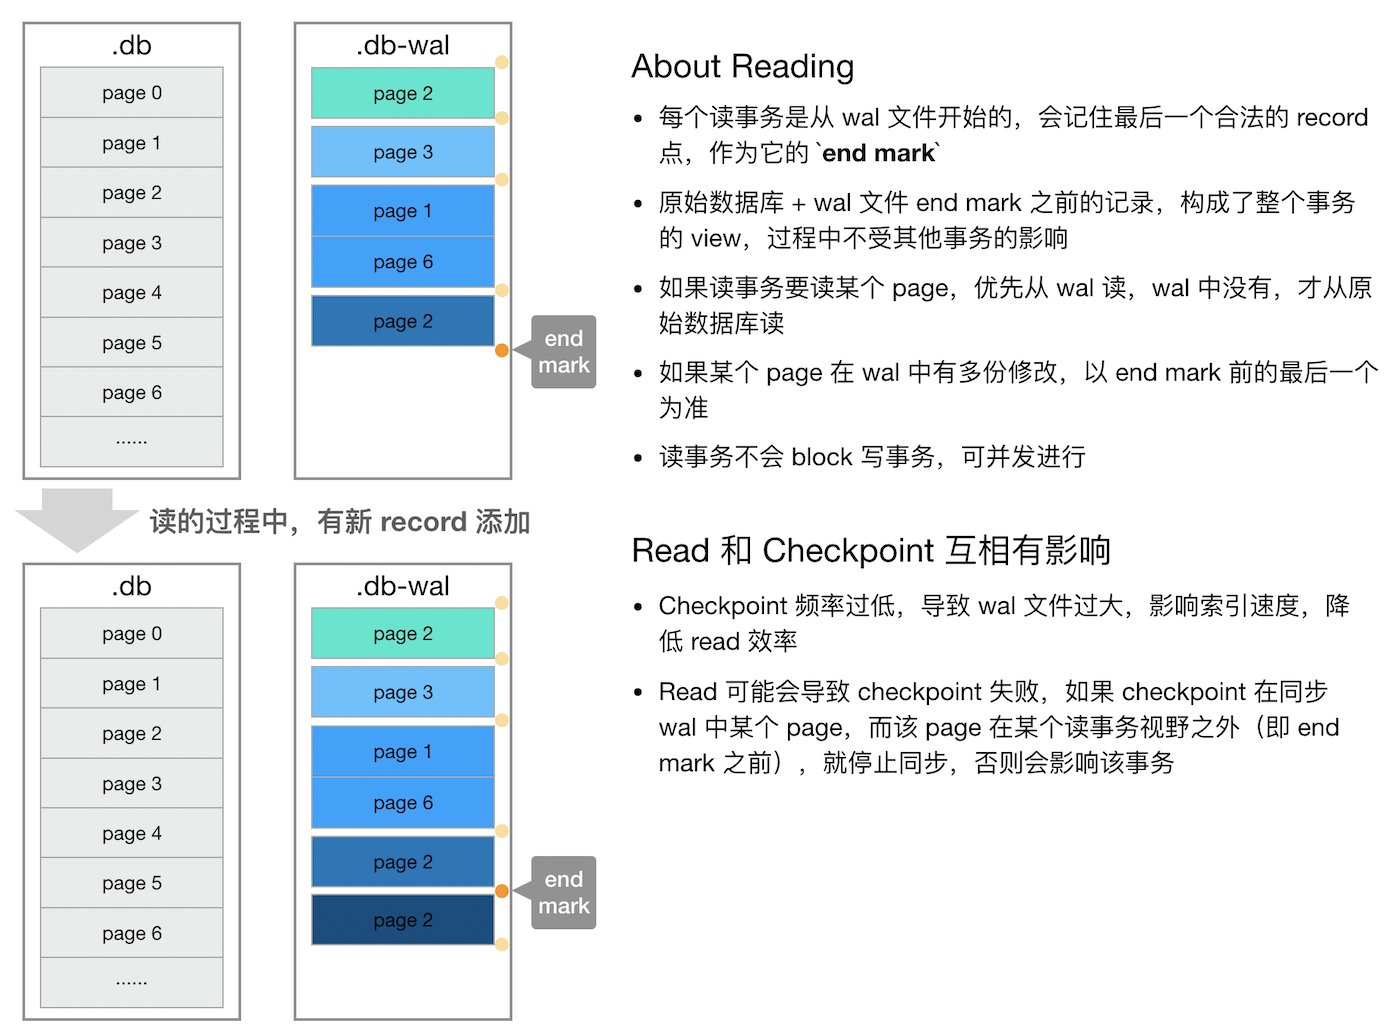 .db
page 0
page 1
page 2
page 3
page 4
page 5
page 6
......
.db-wal
page 2
page 3
page 1
page 6
page 2
end
mark
About Reading
• 每个读事务是从 wal 文件开始的，会记住最后一个合法的 record
点，作为它的 `end mark`
• 原始数据库 + wal 文件 end mark 之前的记录，构成了整个事务
的 view，过程中不受其他事务的影响
• 如果读事务要读某个 page，优先从 wal 读，wal 中没有，才从原
始数据库读
• 如果某个 page 在 wal 中有多份修改，以 end mark 前的最后一个
为准
• 读事务不会 block 写事务，可并发进行
读的过程中，有新 record 添加
.db
page 0
page 1
page 2
page 3
page 4
page 5
page 6
......
.db-wal
page 2
page 3
page 1
page 6
page 2
page 2
end
mark
Read 和 Checkpoint 互相有影响
• Checkpoint 频率过低，导致 wal 文件过大，影响索引速度，降
低 read 效率
• Read 可能会导致 checkpoint 失败，如果 checkpoint 在同步
wal 中某个 page，而该 page 在某个读事务视野之外（即 end
mark 之前），就停止同步，否则会影响该事务